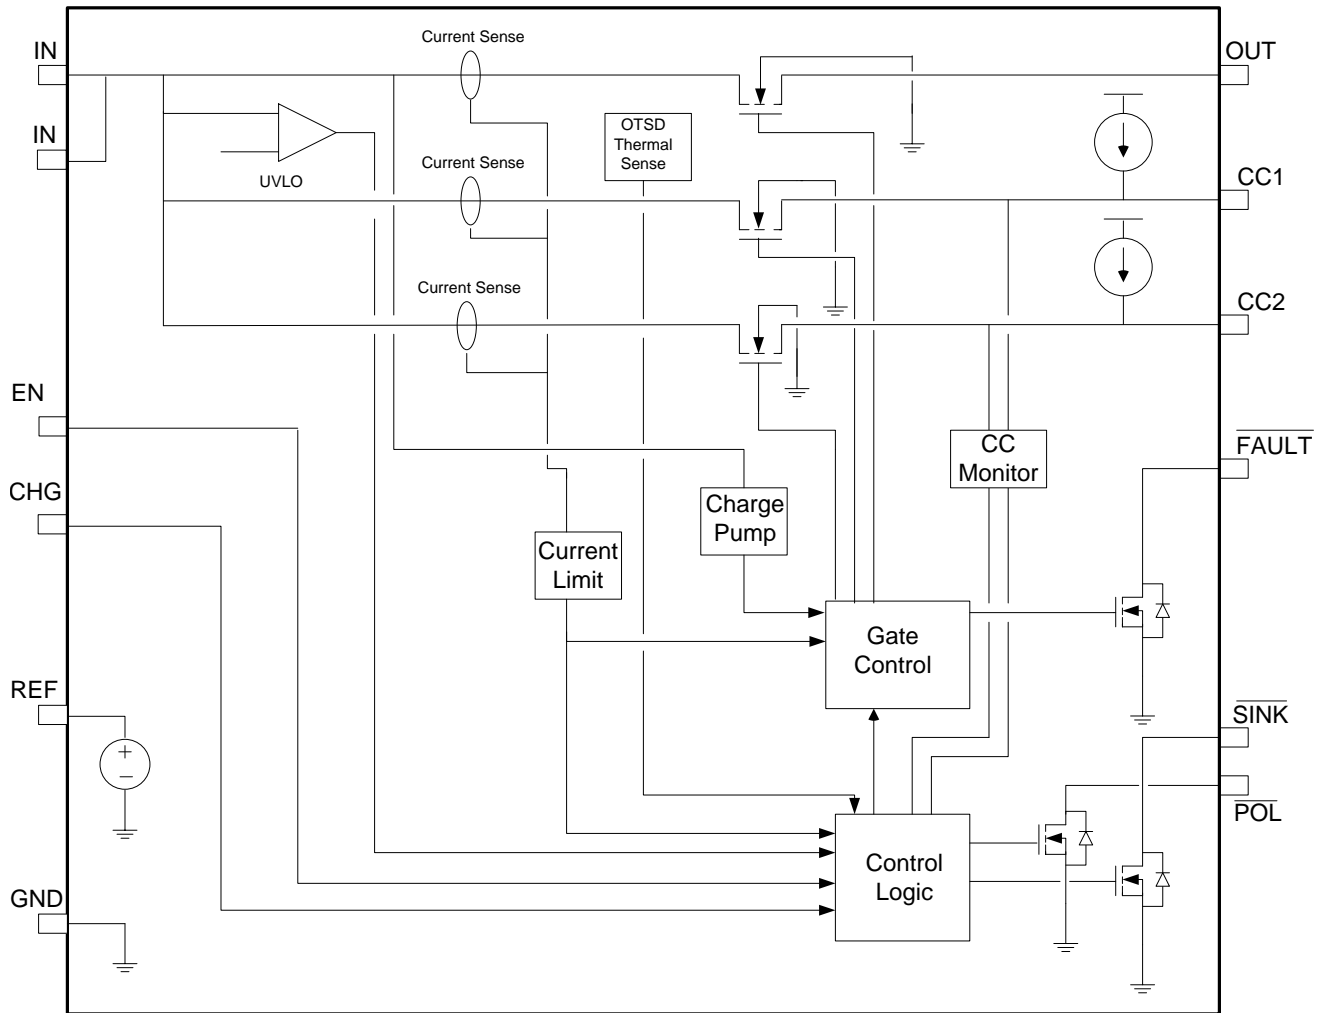 Current Sense
IN
OUT
IN
OTSD
Thermal
Sense
Current Sense
UVLO
CC1
Current Sense
CC2
EN
CC
Monitor
FAULT
CHG
Charge
Pump
Current
Limit
Gate
Control
REF
SINK
+
−
POL
Control
Logic
GND